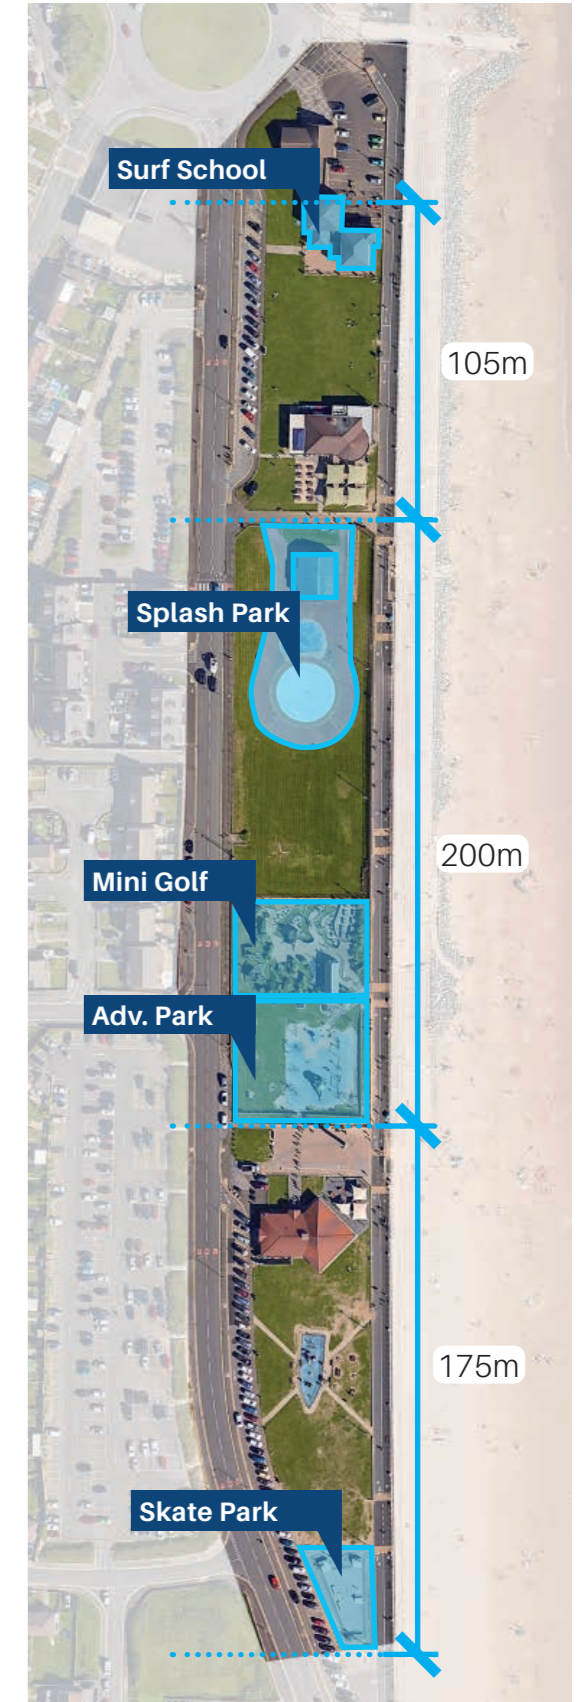 Surf School
105m
Splash Park
200m
Mini Golf
Adv. Park
175m
Skate Park